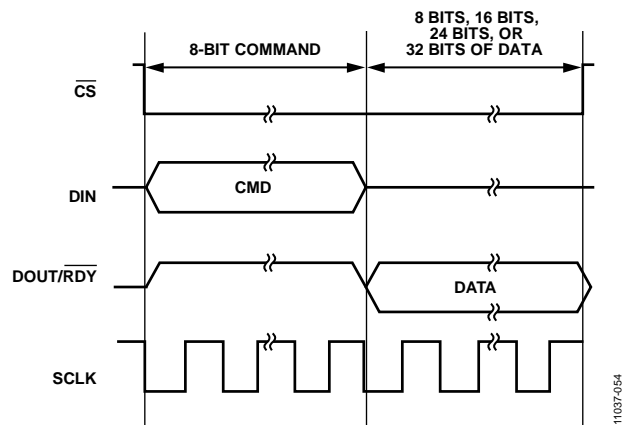 8 BITS, 16 BITS,
24 BITS, OR
32 BITS OF DATA
8-BIT COMMAND
CS
DIN
CMD
DOUT/RDY
DATA
SCLK
11037-054